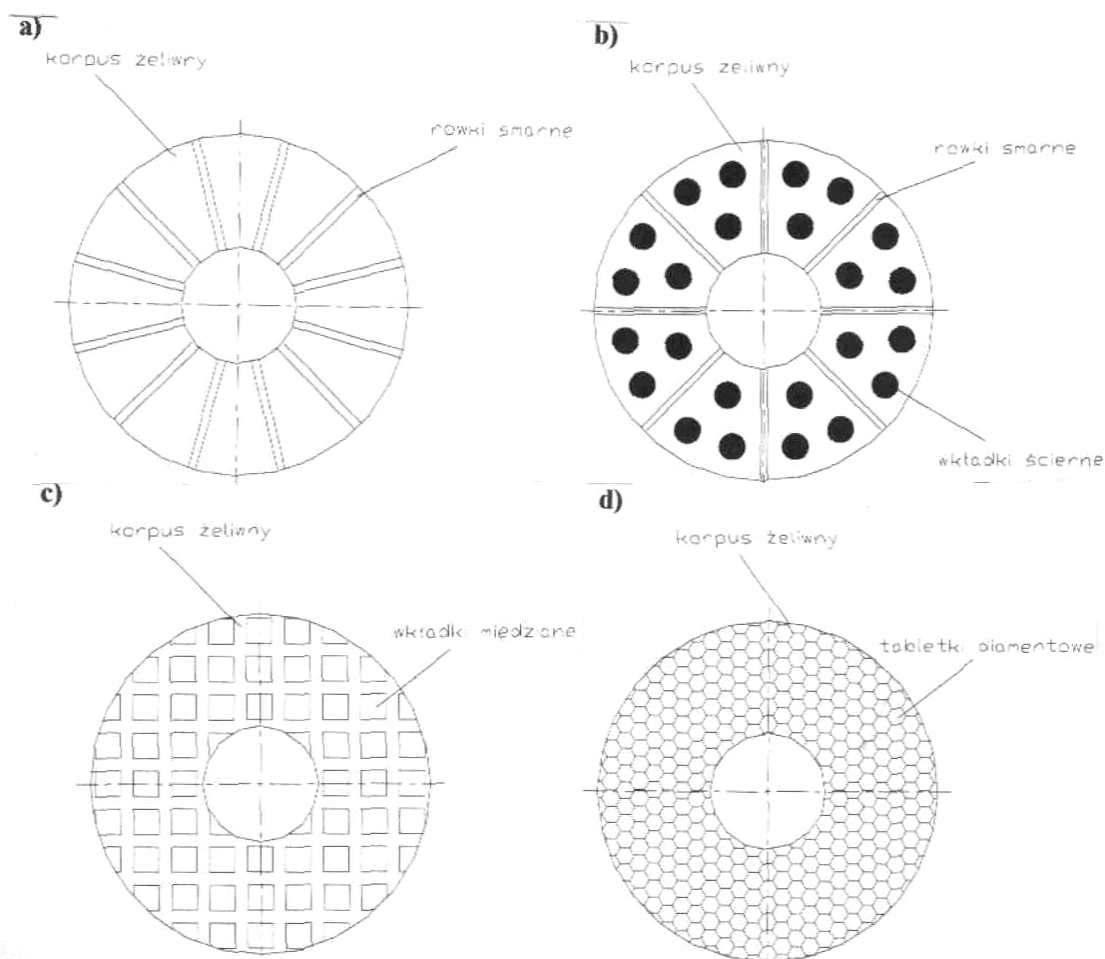 a)
korpus żeliwny
rowki smarne
b)
korpus żeliwny
rowki smarne
wkładki ścierne
c)
korpus żeliwny
wkładki miedziane
d)
korpus żeliwny
tabletki diamentowe